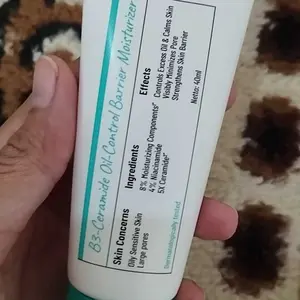 B3-Ceramide Oil-Control Barrier Moisturizer
Skin Concerns
Oily Sensitive Skin
Large pores
Ingredients
8% Moisturizing Components*
4% Niacinamide
5X Ceramide*
Effects
Controls Excess Oil & Calms Skin
Visibly Minimizes Pore
Strengthens Skin Barrier
Netto: 40ml
Dermatologically tested